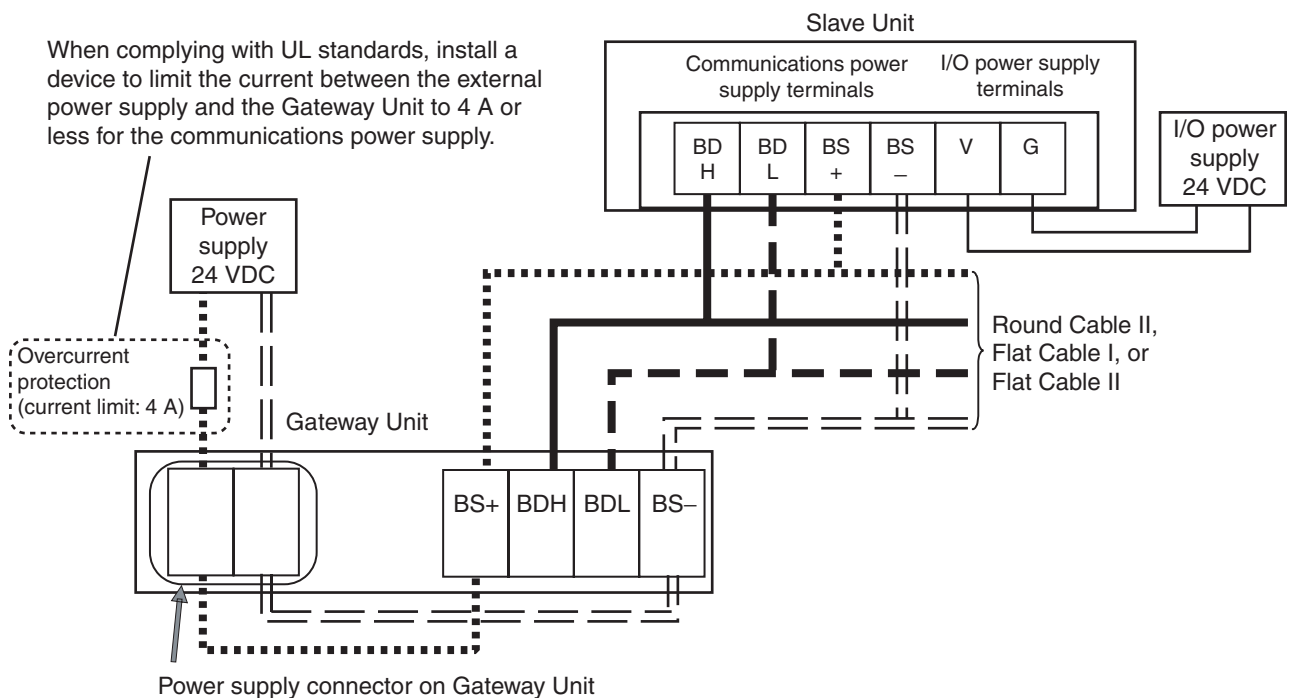 Slave Unit
When complying with UL standards, install a
device to limit the current between the external
power supply and the Gateway Unit to 4 A or
less for the communications power supply.
Communications power
supply terminals
I/O power supply
terminals
BD
H
BD
L
BS
+
BS
–
V
G
I/O power
supply
24 VDC
Power
supply
24 VDC
Overcurrent
protection
(current limit: 4 A)
Round Cable II,
Flat Cable I, or
Flat Cable II
Gateway Unit
BS+
BDH
BDL
BS–
Power supply connector on Gateway Unit